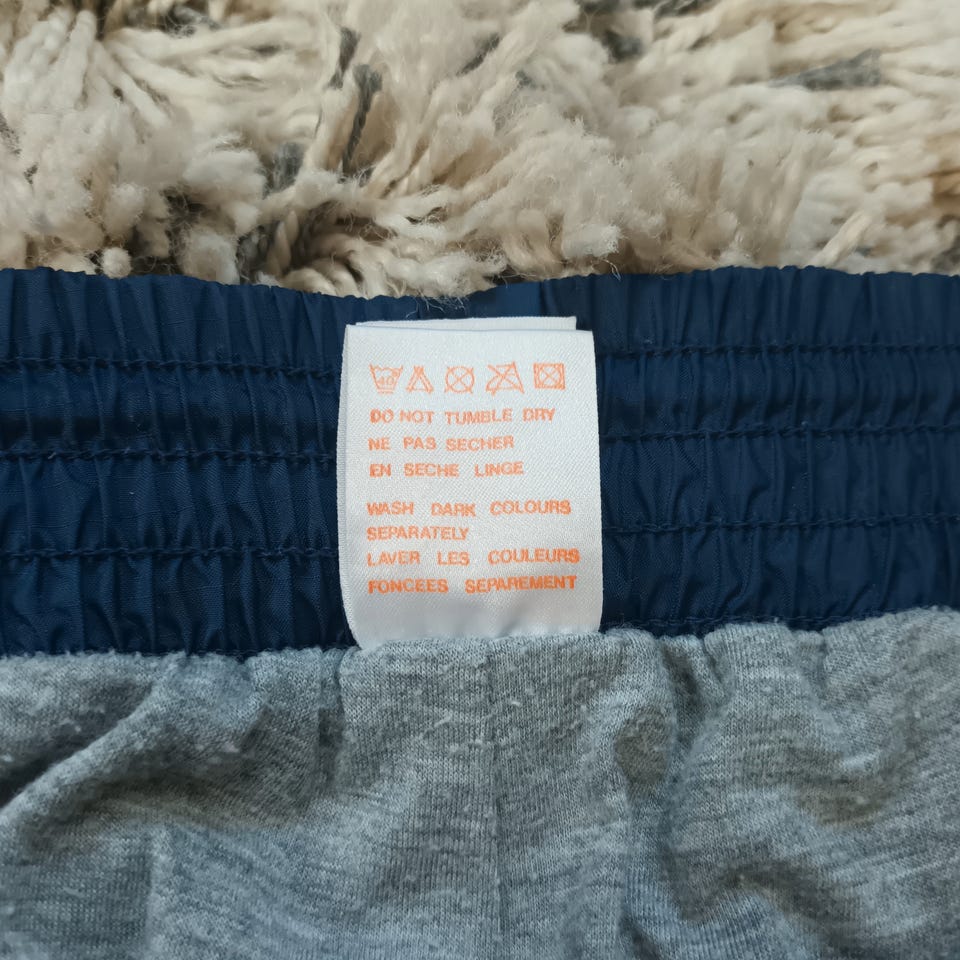 40
DO NOT TUMBLE DRY
NE PAS SECHER
EN SECHE LINGE
WASH DARK COLOURS
SEPARATELY
LAVER LES COULEURS
FONCEES SEPAREMENT